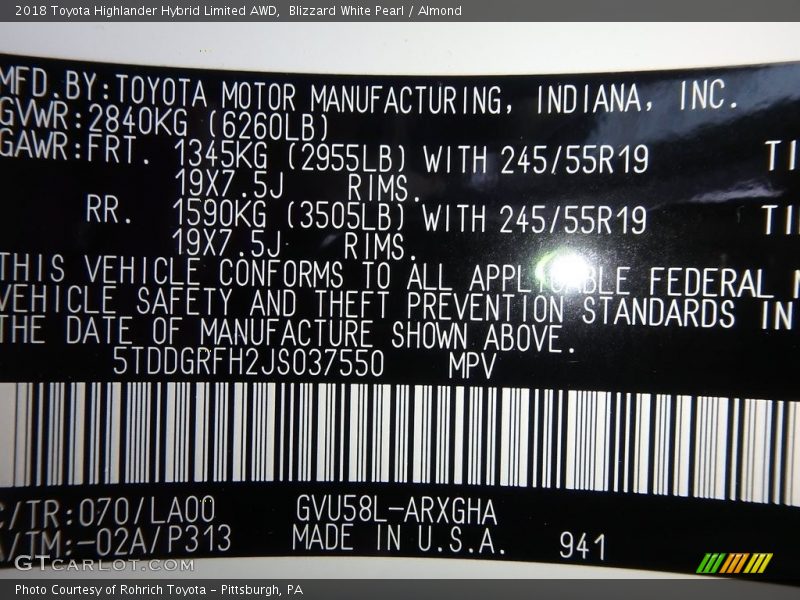 2018 Toyota Highlander Hybrid Limited AWD,  Blizzard White Pearl / Almond
MFD.BY:TOYOTA MOTOR MANUFACTURING, INDIANA, INC.
GVWR:2840KG (6260LB)
GAWR:FRT. 1345KG (2955LB) WITH 245/55R19 TI
19X7.5J RIMS.
RR. 1590KG (3505LB) WITH 245/55R19 TI
19X7.5J RIMS.
THIS VEHICLE CONFORMS TO ALL APPLICABLE FEDERAL M
VEHICLE SAFETY AND THEFT PREVENTION STANDARDS IN
THE DATE OF MANUFACTURE SHOWN ABOVE.
5TDDGRFH2JS037550 MPV
C/TR:070/LA00 GVU58L-ARXGHA
A/TM:-02A/P313 MADE IN U.S.A. 941
GTCARLOT.COM
Photo Courtesy of Rohrich Toyota - Pittsburgh, PA